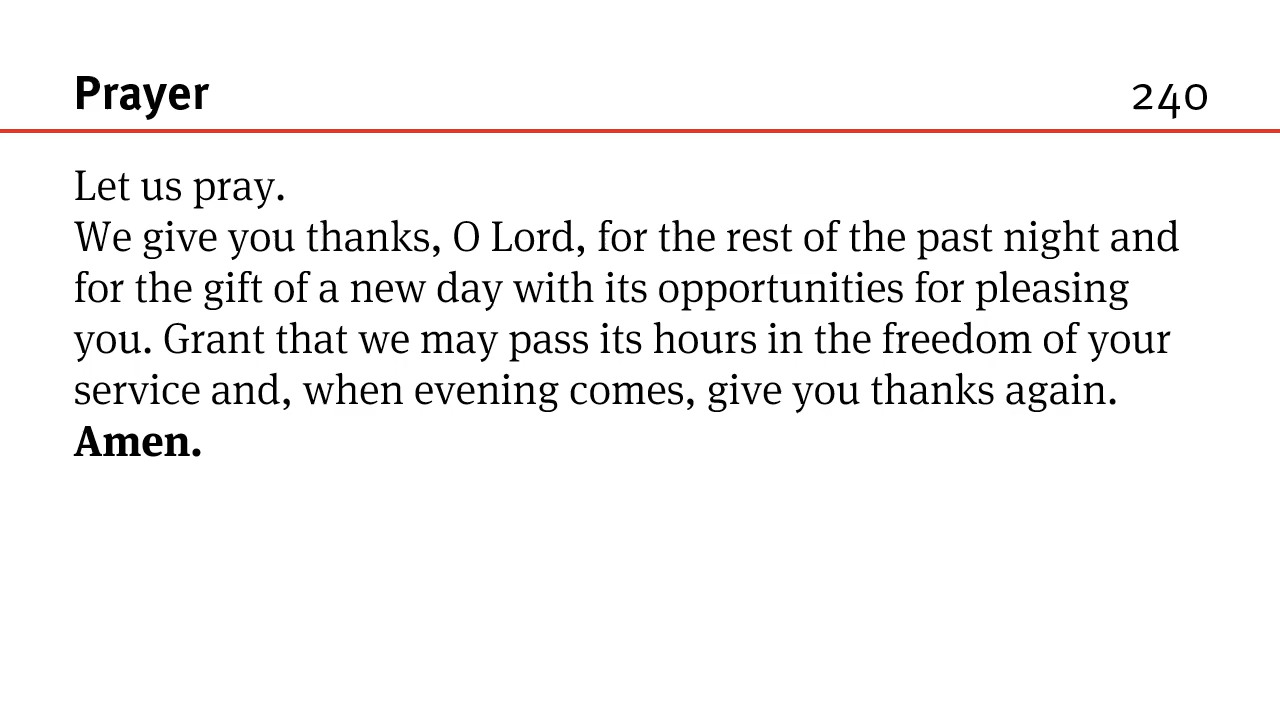 Prayer 240
Let us pray.
We give you thanks, O Lord, for the rest of the past night and
for the gift of a new day with its opportunities for pleasing
you. Grant that we may pass its hours in the freedom of your
service and, when evening comes, give you thanks again.
Amen.